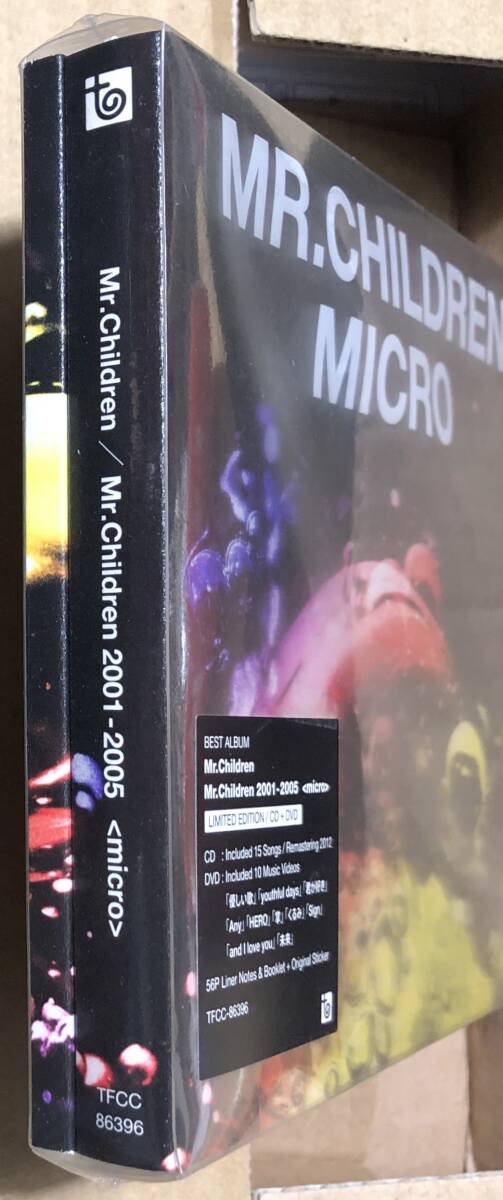 Mr.Children / Mr.Children 2001-2005 <micro>
TFCC
86396
MR.CHILDREN
MICRO
BEST ALBUM
Mr.Children
Mr.Children 2001-2005 <micro>
LIMITED EDITION / CD + DVD
CD : Included 15 Songs / Remastering 2012
DVD : Included 10 Music Videos
「優しい歌」「youthful days」「君が好き」
「Any」「HERO」「掌」「くるみ」「Sign」
「and I love you」「未来」
56P Liner Notes & Booklet + Original Sticker
TFCC-86396